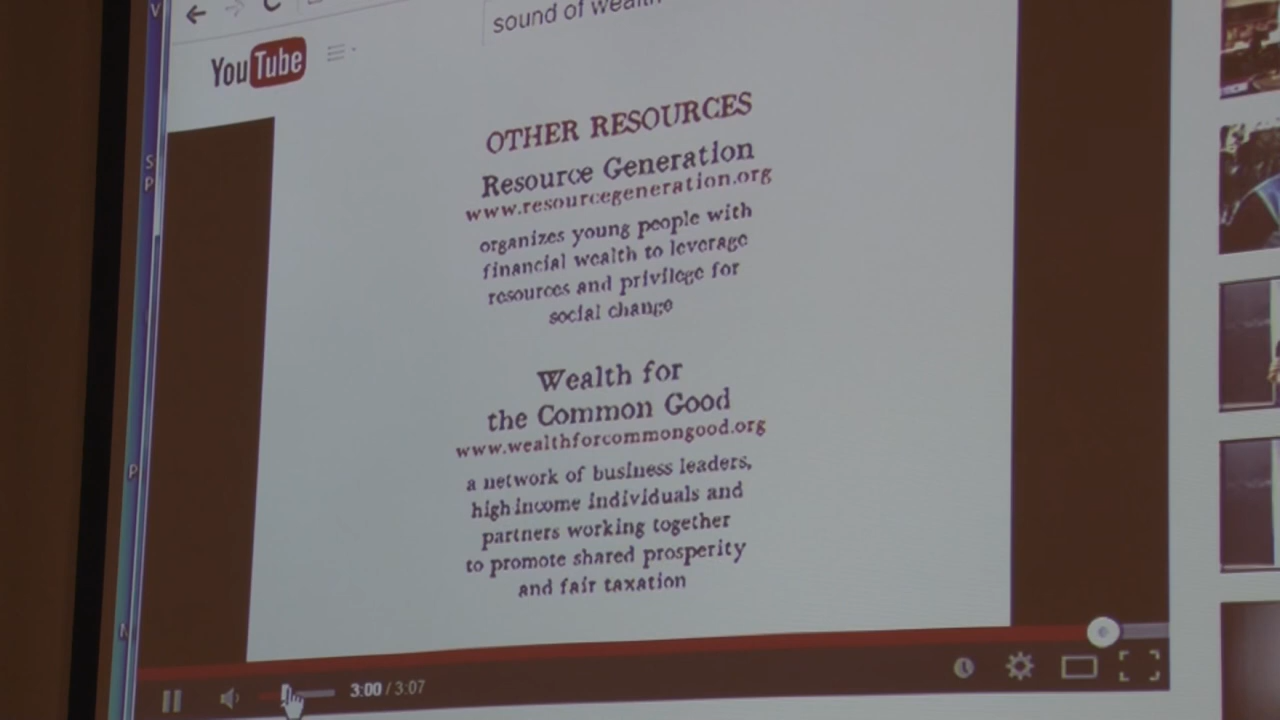 sound of wealth
YouTube
OTHER RESOURCES
Resource Generation
www.resourcegeneration.org
organizes young people with
financial wealth to leverage
resources and privilege for
social change
Wealth for
the Common Good
www.wealthforcommongood.org
a network of business leaders,
high-income individuals and
partners working together
to promote shared prosperity
and fair taxation
3:00 / 3:07